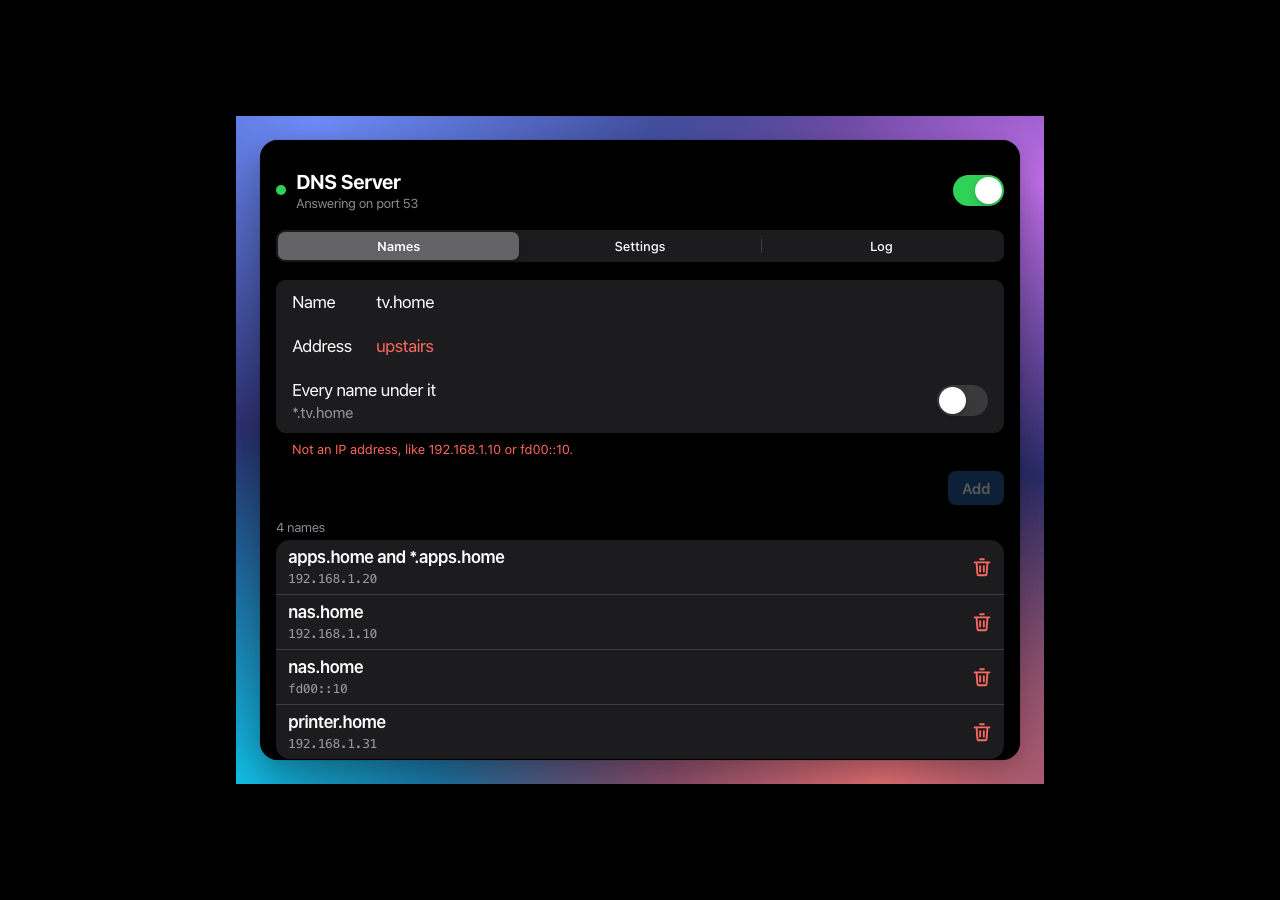 DNS Server
Answering on port 53
Names
Settings
Log
Name
tv.home
Address
upstairs
Every name under it
*.tv.home
Not an IP address, like 192.168.1.10 or fd00::10.
Add
4 names
apps.home and *.apps.home
192.168.1.20
nas.home
192.168.1.10
nas.home
fd00::10
printer.home
192.168.1.31